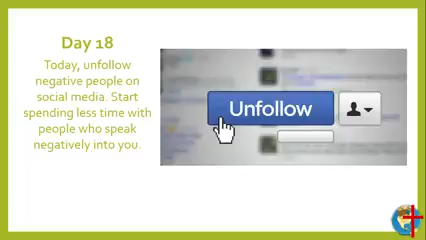 Day 18
Today, unfollow
negative people on
social media. Start
spending less time with
people who speak
negatively into you.
Unfollow